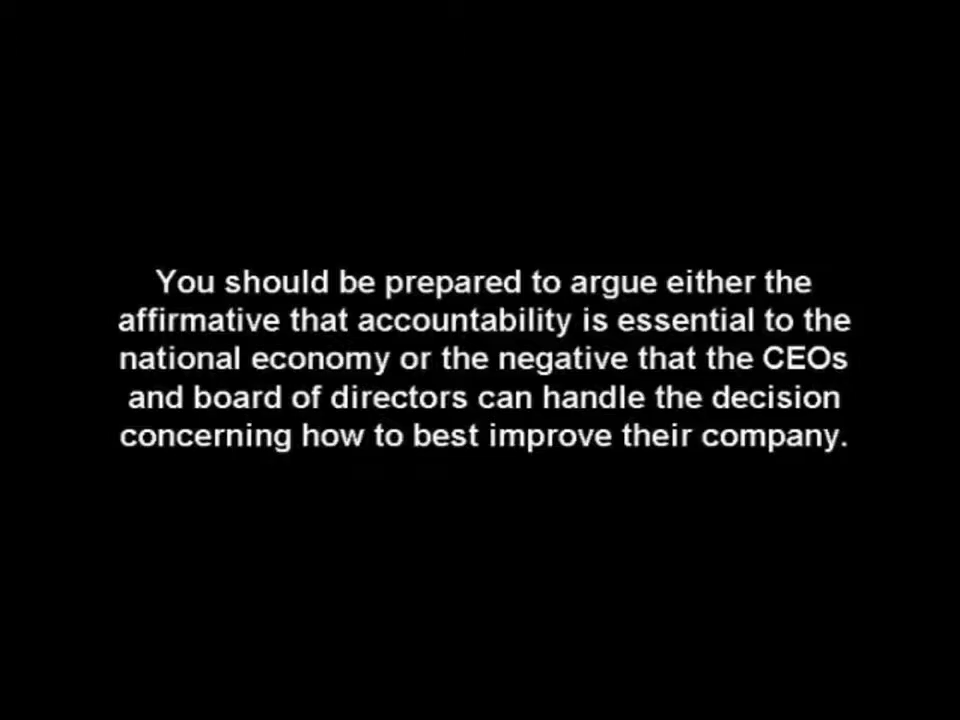 You should be prepared to argue either the
affirmative that accountability is essential to the
national economy or the negative that the CEOs
and board of directors can handle the decision
concerning how to best improve their company.